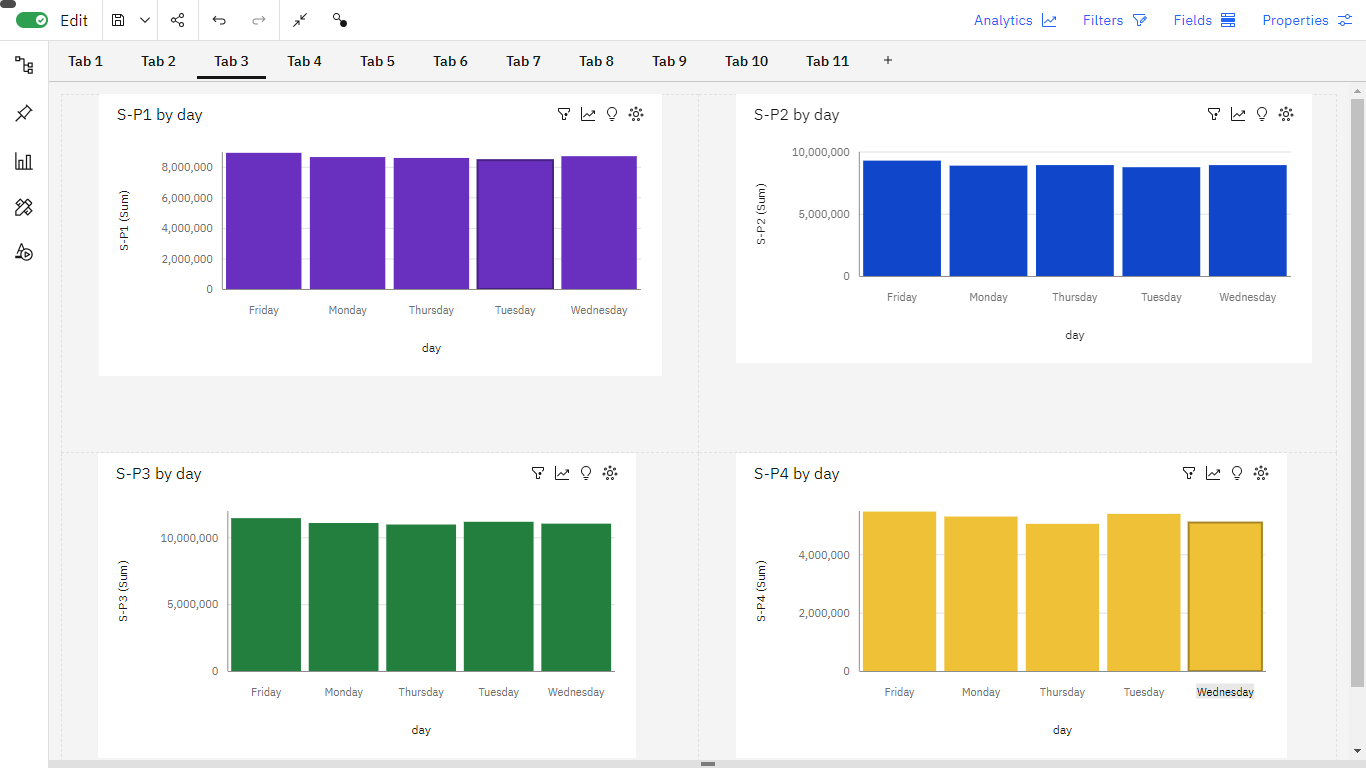 Edit
Analytics
Filters
Fields
Properties
Tab 1
Tab 2
Tab 3
Tab 4
Tab 5
Tab 6
Tab 7
Tab 8
Tab 9
Tab 10
Tab 11
+
S-P1 by day
S-P1 (Sum)
8,000,000
6,000,000
4,000,000
2,000,000
0
Friday
Monday
Thursday
Tuesday
Wednesday
day
S-P2 by day
S-P2 (Sum)
10,000,000
5,000,000
0
Friday
Monday
Thursday
Tuesday
Wednesday
day
S-P3 by day
S-P3 (Sum)
10,000,000
5,000,000
0
Friday
Monday
Thursday
Tuesday
Wednesday
day
S-P4 by day
S-P4 (Sum)
4,000,000
2,000,000
0
Friday
Monday
Thursday
Tuesday
Wednesday
day